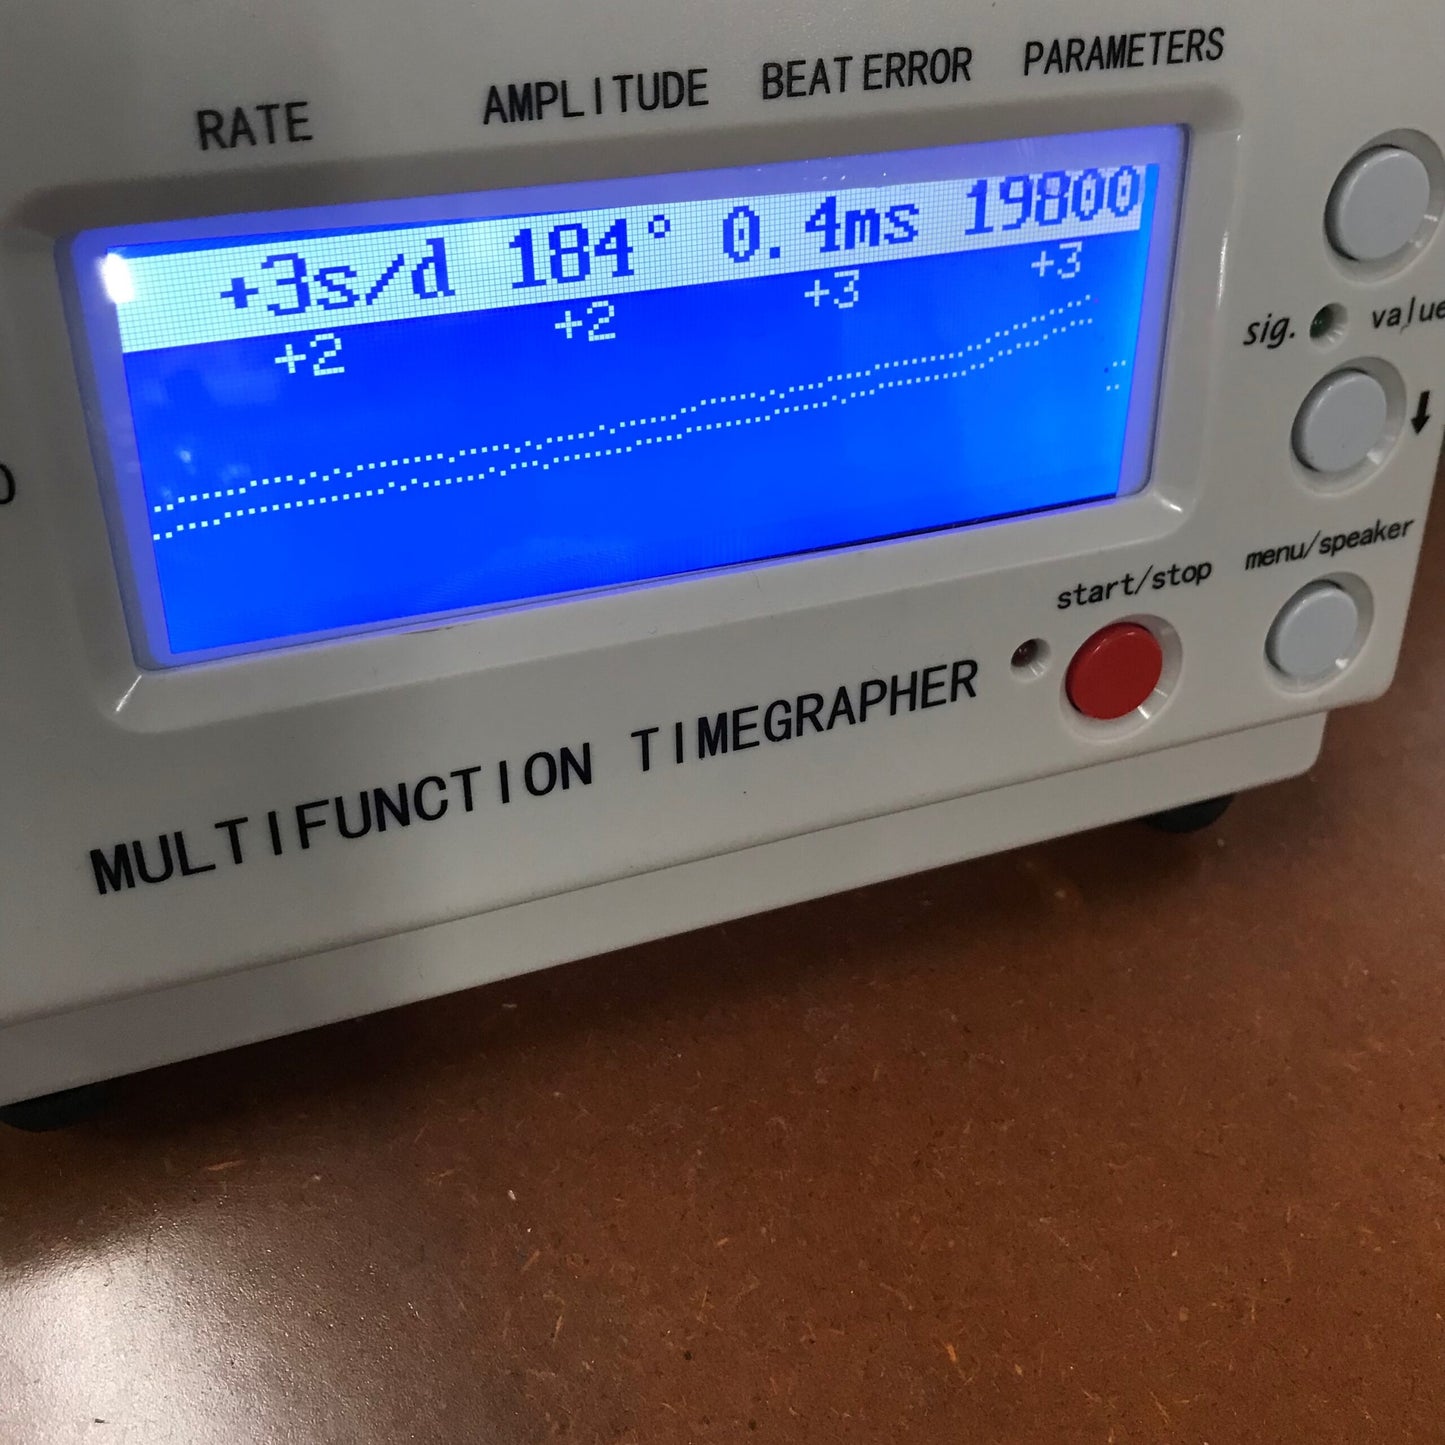 RATE AMPLITUDE BEAT ERROR PARAMETERS
+3s/d 184° 0.4ms 19800
+2 +2 +3 +3
sig. value
↓
menu/speaker
start/stop
MULTIFUNCTION TIMEGRAPHER